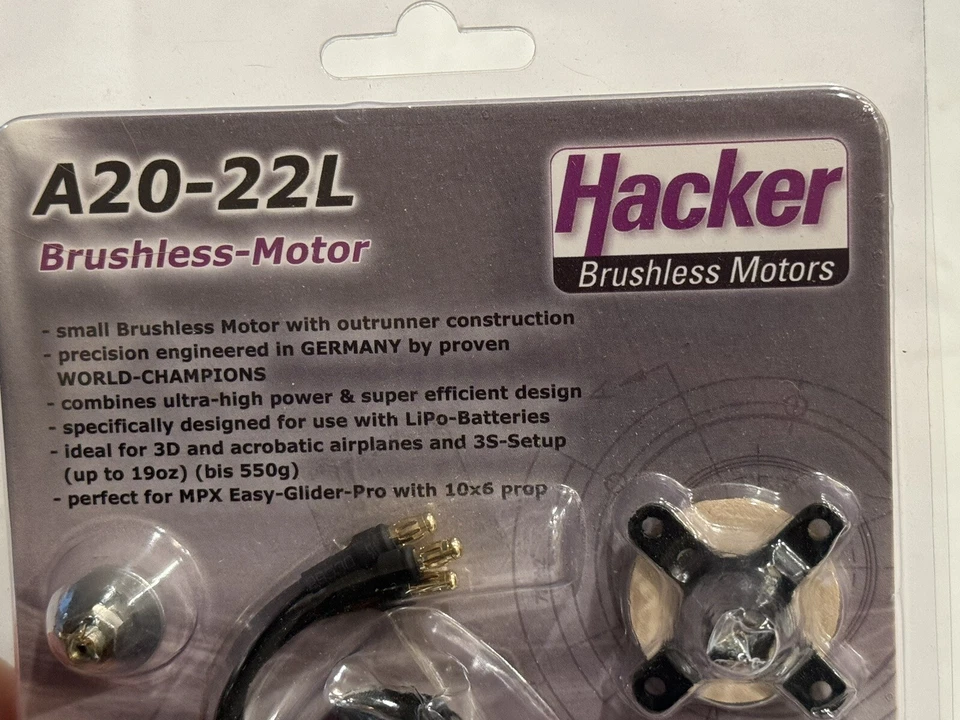 A20-22L
Brushless-Motor
Hacker
Brushless Motors
- small Brushless Motor with outrunner construction
- precision engineered in GERMANY by proven
WORLD-CHAMPIONS
- combines ultra-high power & super efficient design
- specifically designed for use with LiPo-Batteries
- ideal for 3D and acrobatic airplanes and 3S-Setup
(up to 19oz) (bis 550g)
- perfect for MPX Easy-Glider-Pro with 10x6 prop